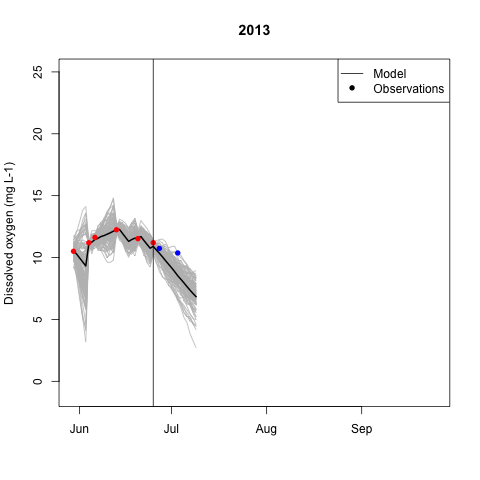 2013
Model
Observations
Dissolved oxygen (mg L-1)
25
20
15
10
5
0
Jun
Jul
Aug
Sep